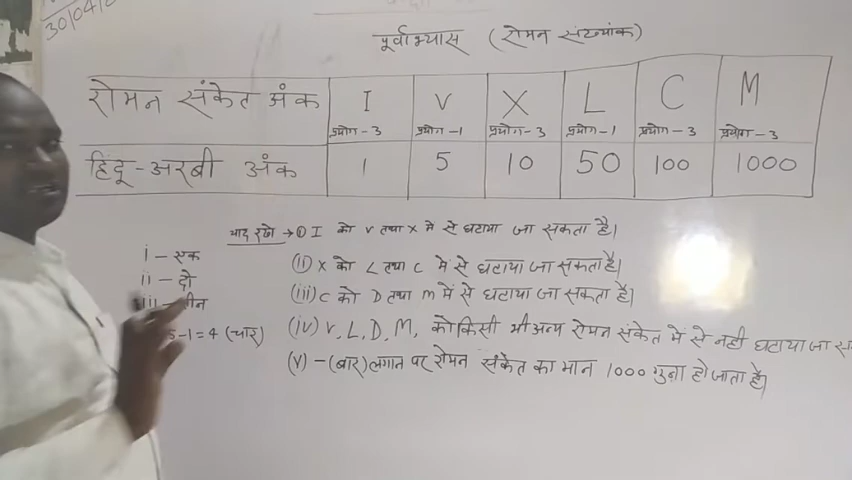 30/04/0
पूर्वाभ्यास (रोमन संख्यांक)
रोमन संकेत अंक I V X L C M
प्रयोग-3 प्रयोग-1 प्रयोग-3 प्रयोग-1 प्रयोग-3 प्रयोग-3
हिंदू-अरबी अंक 1 5 10 50 100 1000
याद रखे → ① I को V तथा X में से घटाया जा सकता है।
i - एक
(ii) X को L तथा C में से घटाया जा सकता है।
ii - दो
(iii) C को D तथा M में से घटाया जा सकता है।
iii - तीन
(iv) V, L, D, M, को किसी भी अन्य रोमन संकेत में से नही घटाया जा स
5-1=4 (चार)
(v) - (बार) लगाने पर रोमन संकेत का मान 1000 गुना हो जाता है।